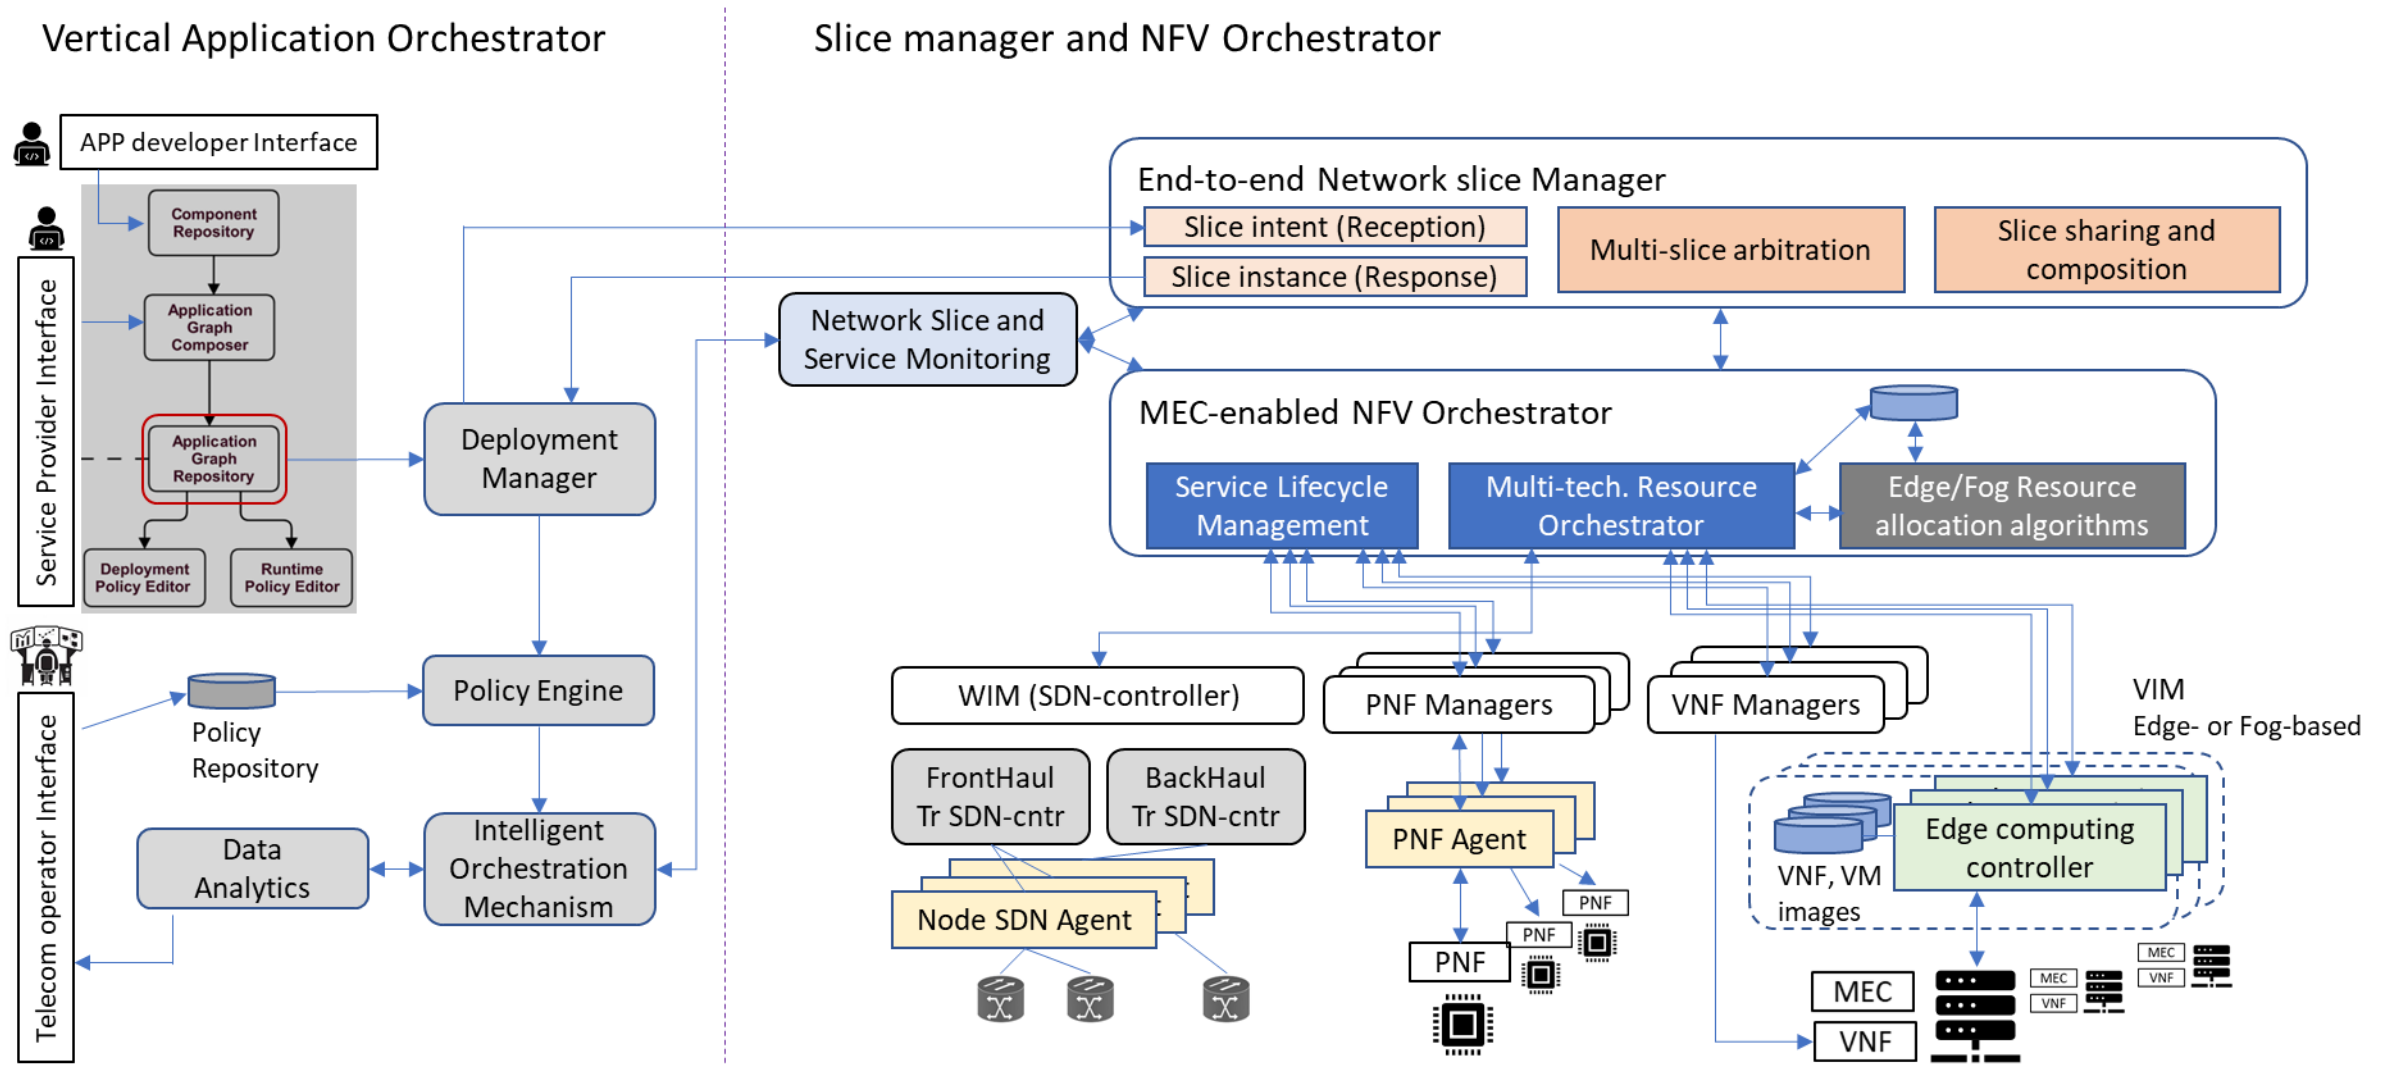 Vertical Application Orchestrator
Slice manager and NFV Orchestrator
APP developer Interface
Service Provider Interface
Component
Repository
Application
Graph
Composer
Application
Graph
Repository
Deployment
Policy Editor
Runtime
Policy Editor
Telecom operator Interface
Policy
Repository
Data
Analytics
Deployment
Manager
Policy Engine
Intelligent
Orchestration
Mechanism
Network Slice and
Service Monitoring
End-to-end Network slice Manager
Slice intent (Reception)
Slice instance (Response)
Multi-slice arbitration
Slice sharing and
composition
MEC-enabled NFV Orchestrator
Service Lifecycle
Management
Multi-tech. Resource
Orchestrator
Edge/Fog Resource
allocation algorithms
WIM (SDN-controller)
FrontHaul
Tr SDN-cntr
BackHaul
Tr SDN-cntr
Node SDN Agent
PNF Managers
PNF Agent
PNF
PNF
PNF
VNF Managers
VIM
Edge- or Fog-based
VNF, VM
images
Edge computing
controller
MEC
VNF
MEC
VNF
MEC
VNF